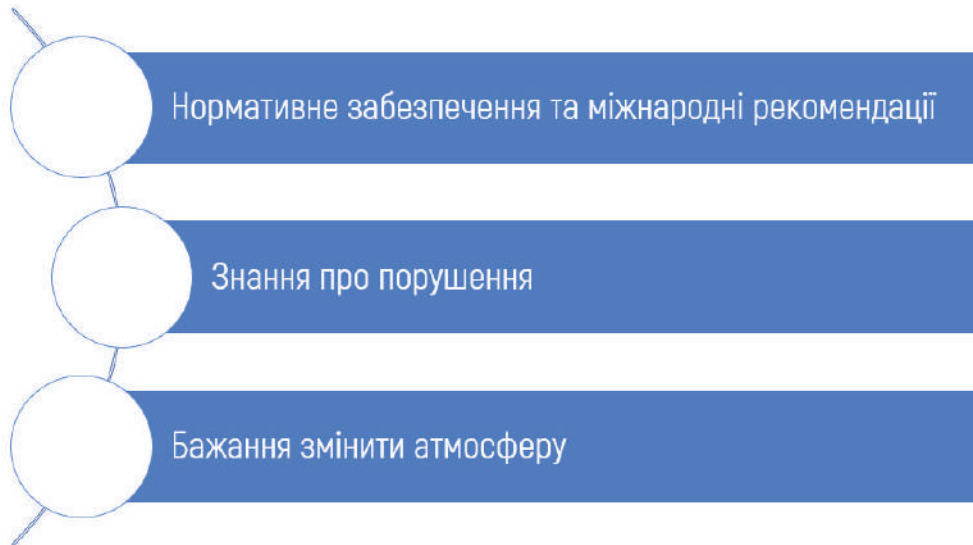 Нормативне забезпечення та міжнародні рекомендації
Знання про порушення
Бажання змінити атмосферу